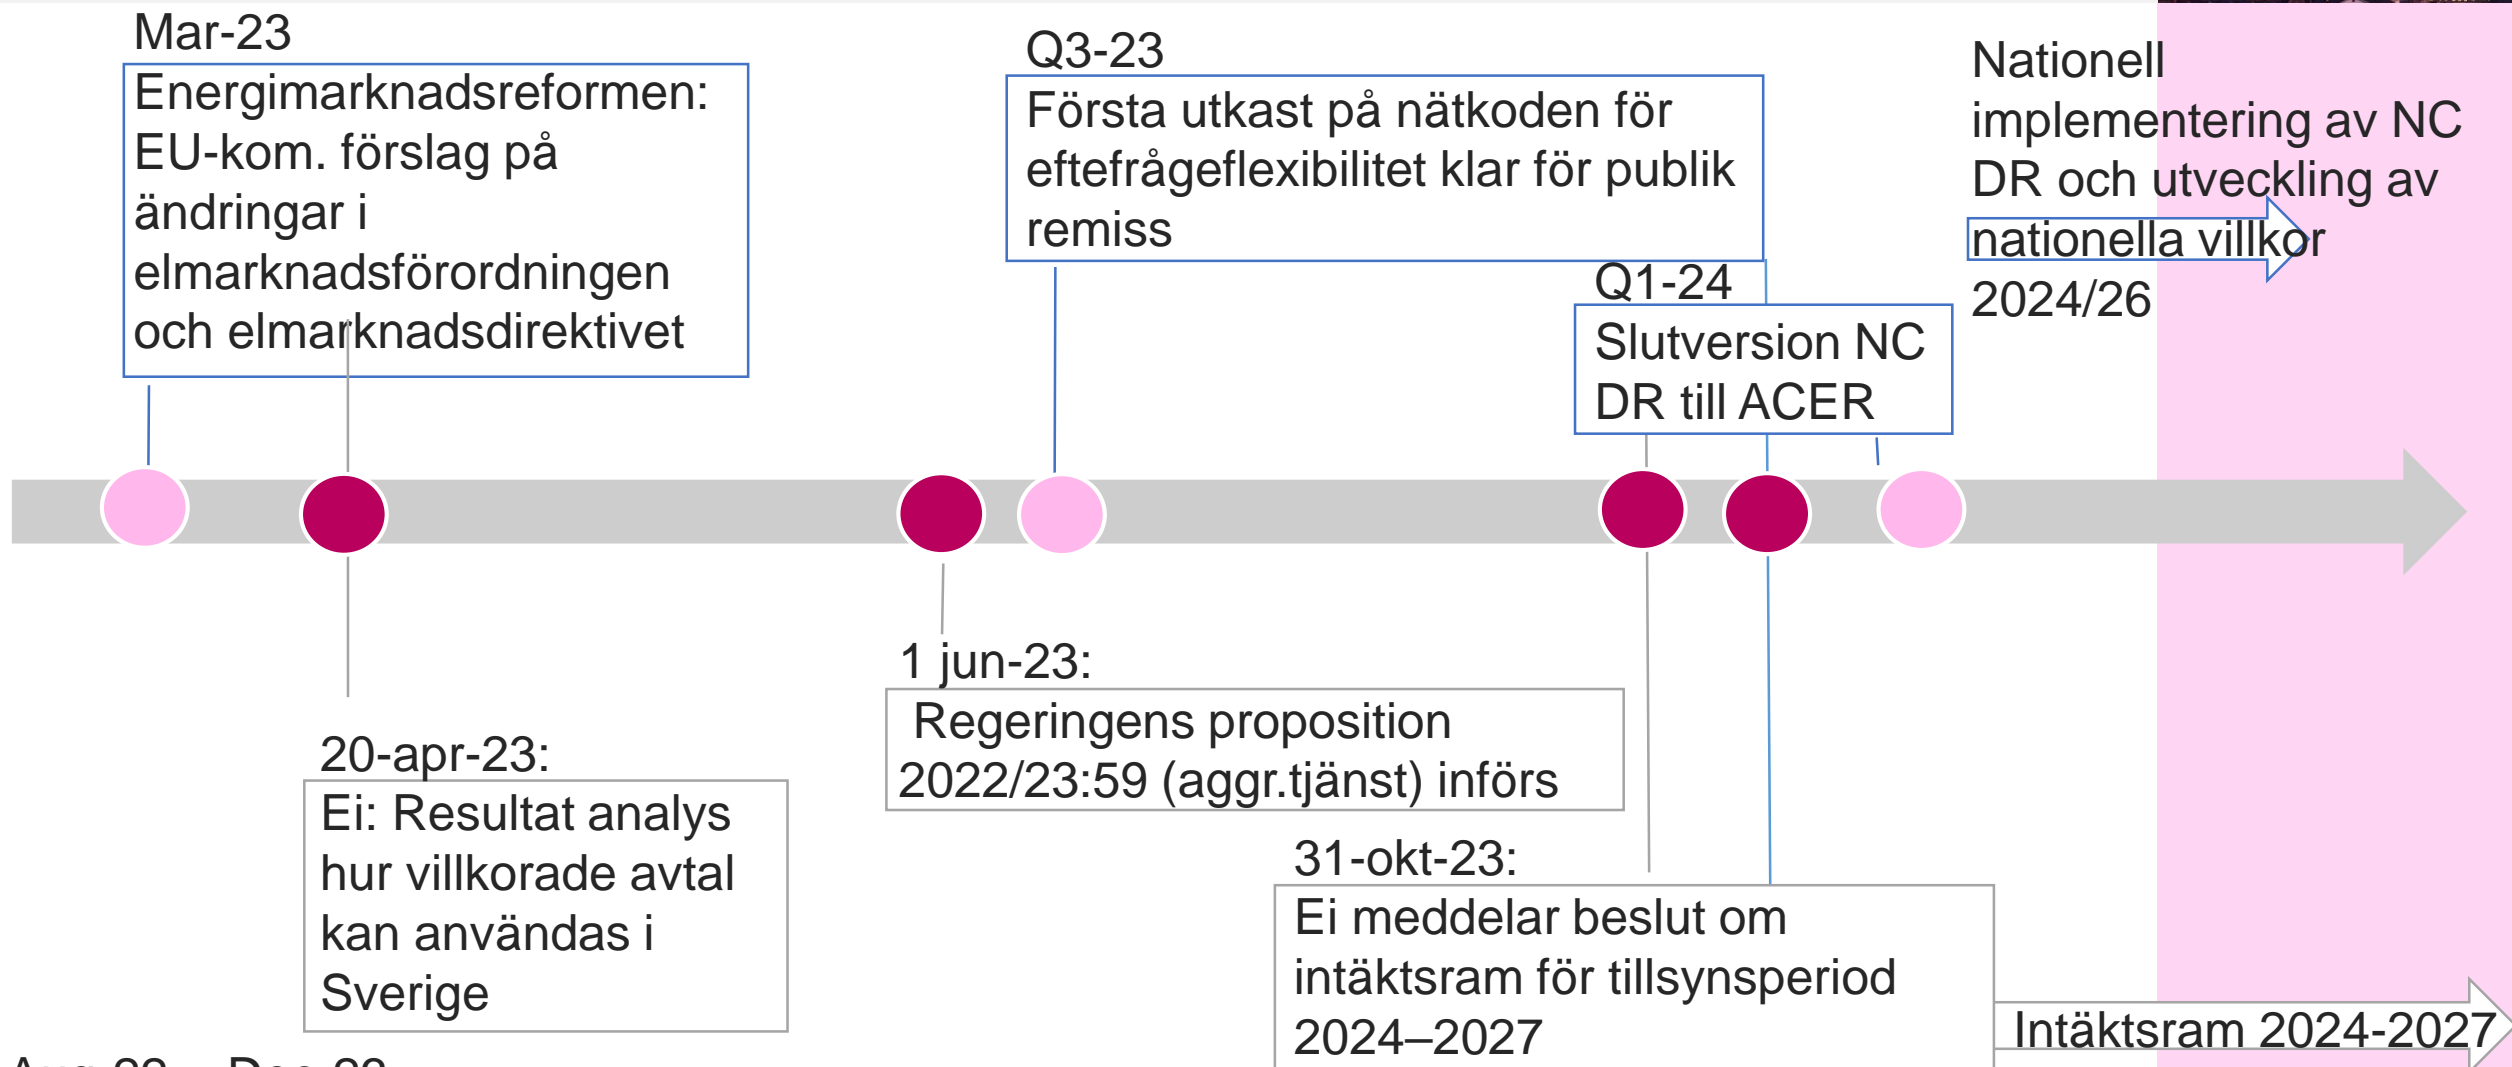 Mar-23
Energimarknadsreformen:
EU-kom. förslag på
ändringar i
elmarknadsförordningen
och elmarknadsdirektivet
Q3-23
Första utkast på nätkoden för
eftefrågeflexibilitet klar för publik
remiss
Q1-24
Slutversion NC
DR till ACER
Nationell
implementering av NC
DR och utveckling av
nationella villkor
2024/26
20-apr-23:
Ei: Resultat analys
hur villkorade avtal
kan användas i
Sverige
1 jun-23:
Regeringens proposition
2022/23:59 (aggr.tjänst) införs
31-okt-23:
Ei meddelar beslut om
intäktsram för tillsynsperiod
2024–2027
Intäktsram 2024-2027